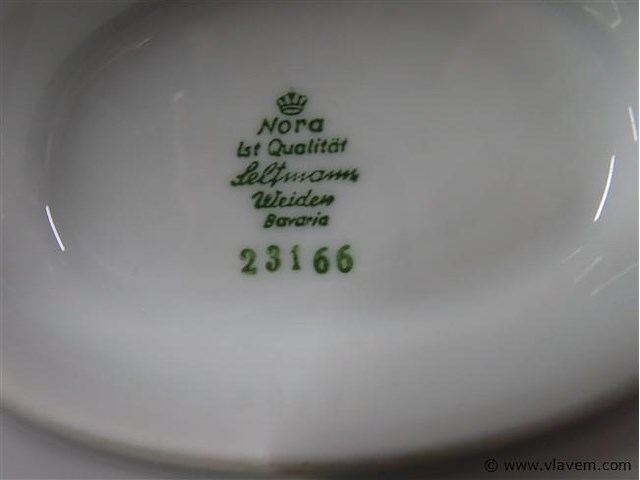 Nora
1st Qualität
Seltmann
Weiden
Bavaria
23166
© www.vlavem.com